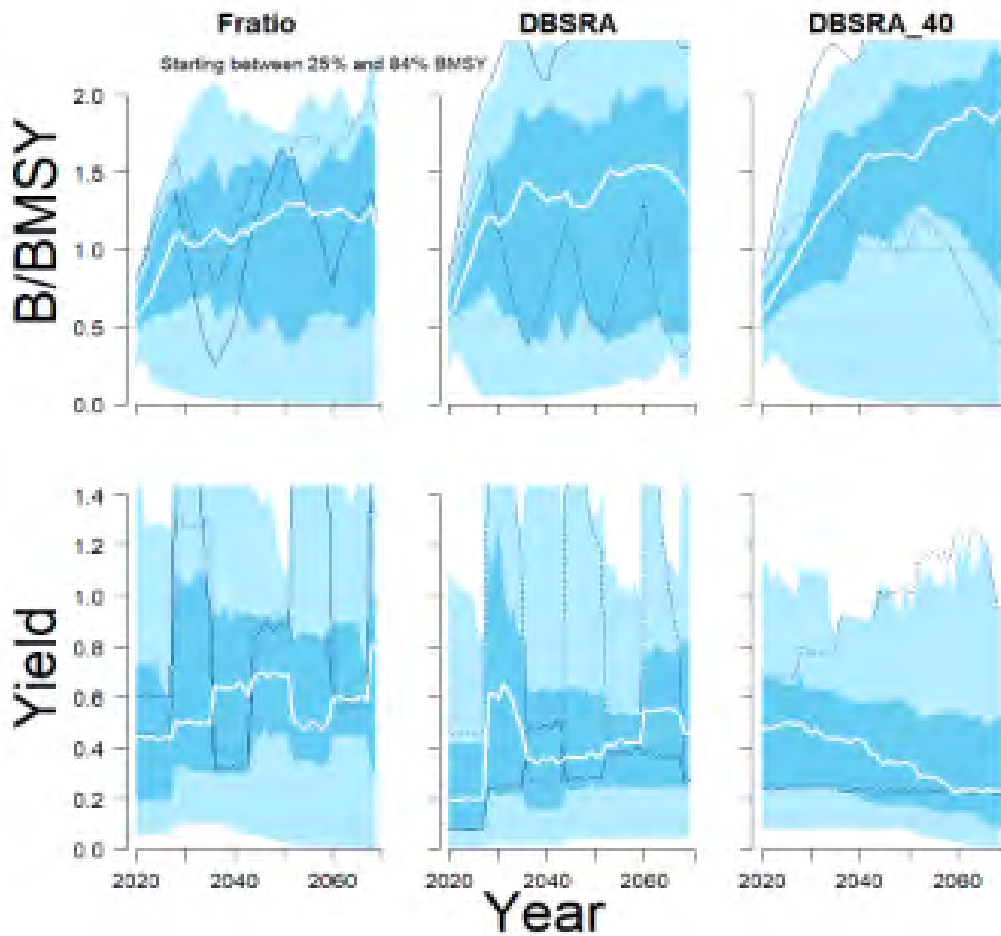 Fratio DBSRA DBSRA_40
Starting between 25% and 84% BMSY
B/BMSY
2.0
1.5
1.0
0.5
0.0
Yield
1.4
1.2
1.0
0.8
0.6
0.4
0.2
0.0
2020 2040 2060 2020 2040 2060 2020 2040 2060
Year